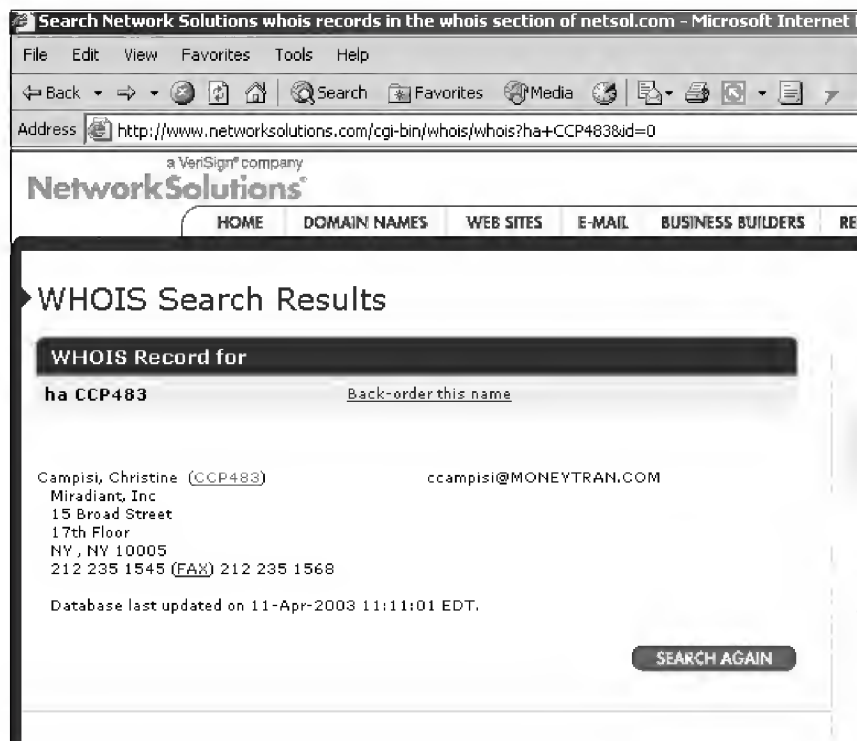 Search Network Solutions whois records in the whois section of netsol.com - Microsoft Internet
File Edit View Favorites Tools Help
Back Search Favorites Media
Address http://www.networksolutions.com/cgi-bin/whois/whois?ha+CCP483&id=0
a VeriSign® company
NetworkSolutions®
HOME DOMAIN NAMES WEB SITES E-MAIL BUSINESS BUILDERS RE
WHOIS Search Results
WHOIS Record for
ha CCP483 Back-order this name
Campisi, Christine (CCP483) ccampisi@MONEYTRAN.COM
Miradiant, Inc
15 Broad Street
17th Floor
NY , NY 10005
212 235 1545 (FAX) 212 235 1568
Database last updated on 11-Apr-2003 11:11:01 EDT.
SEARCH AGAIN